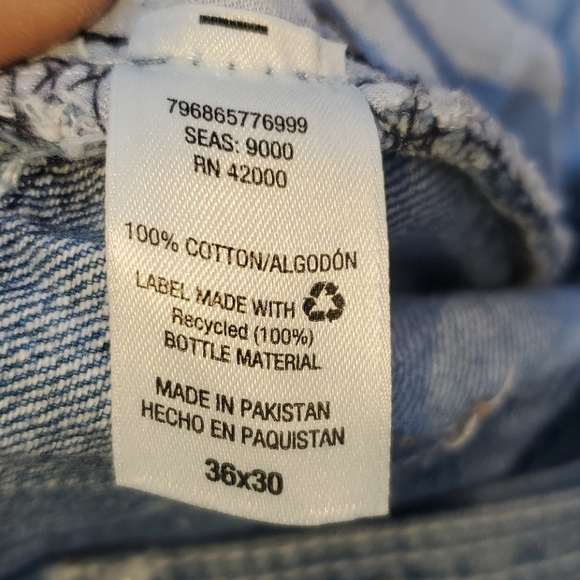 796865776999
SEAS: 9000
RN 42000
100% COTTON/ALGODÓN
LABEL MADE WITH
Recycled (100%)
BOTTLE MATERIAL
MADE IN PAKISTAN
HECHO EN PAQUISTAN
36x30